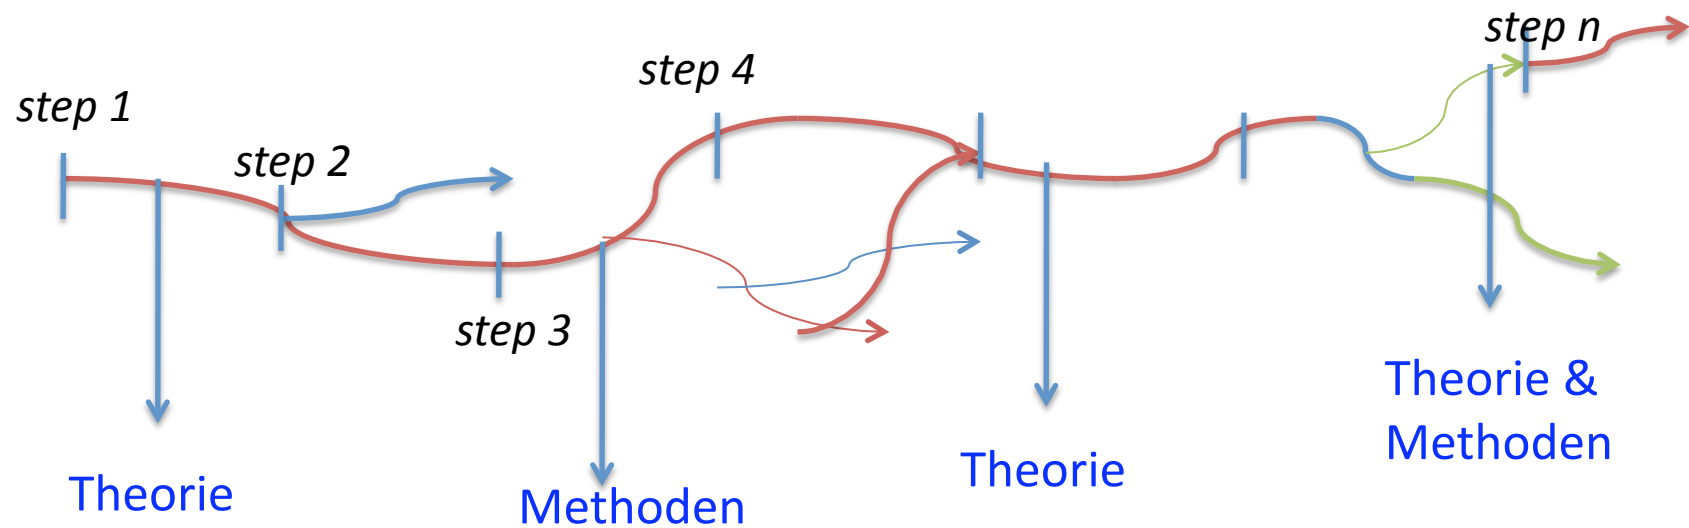 step 1
step 2
step 3
step 4
step n
Theorie
Methoden
Theorie
Theorie &
Methoden